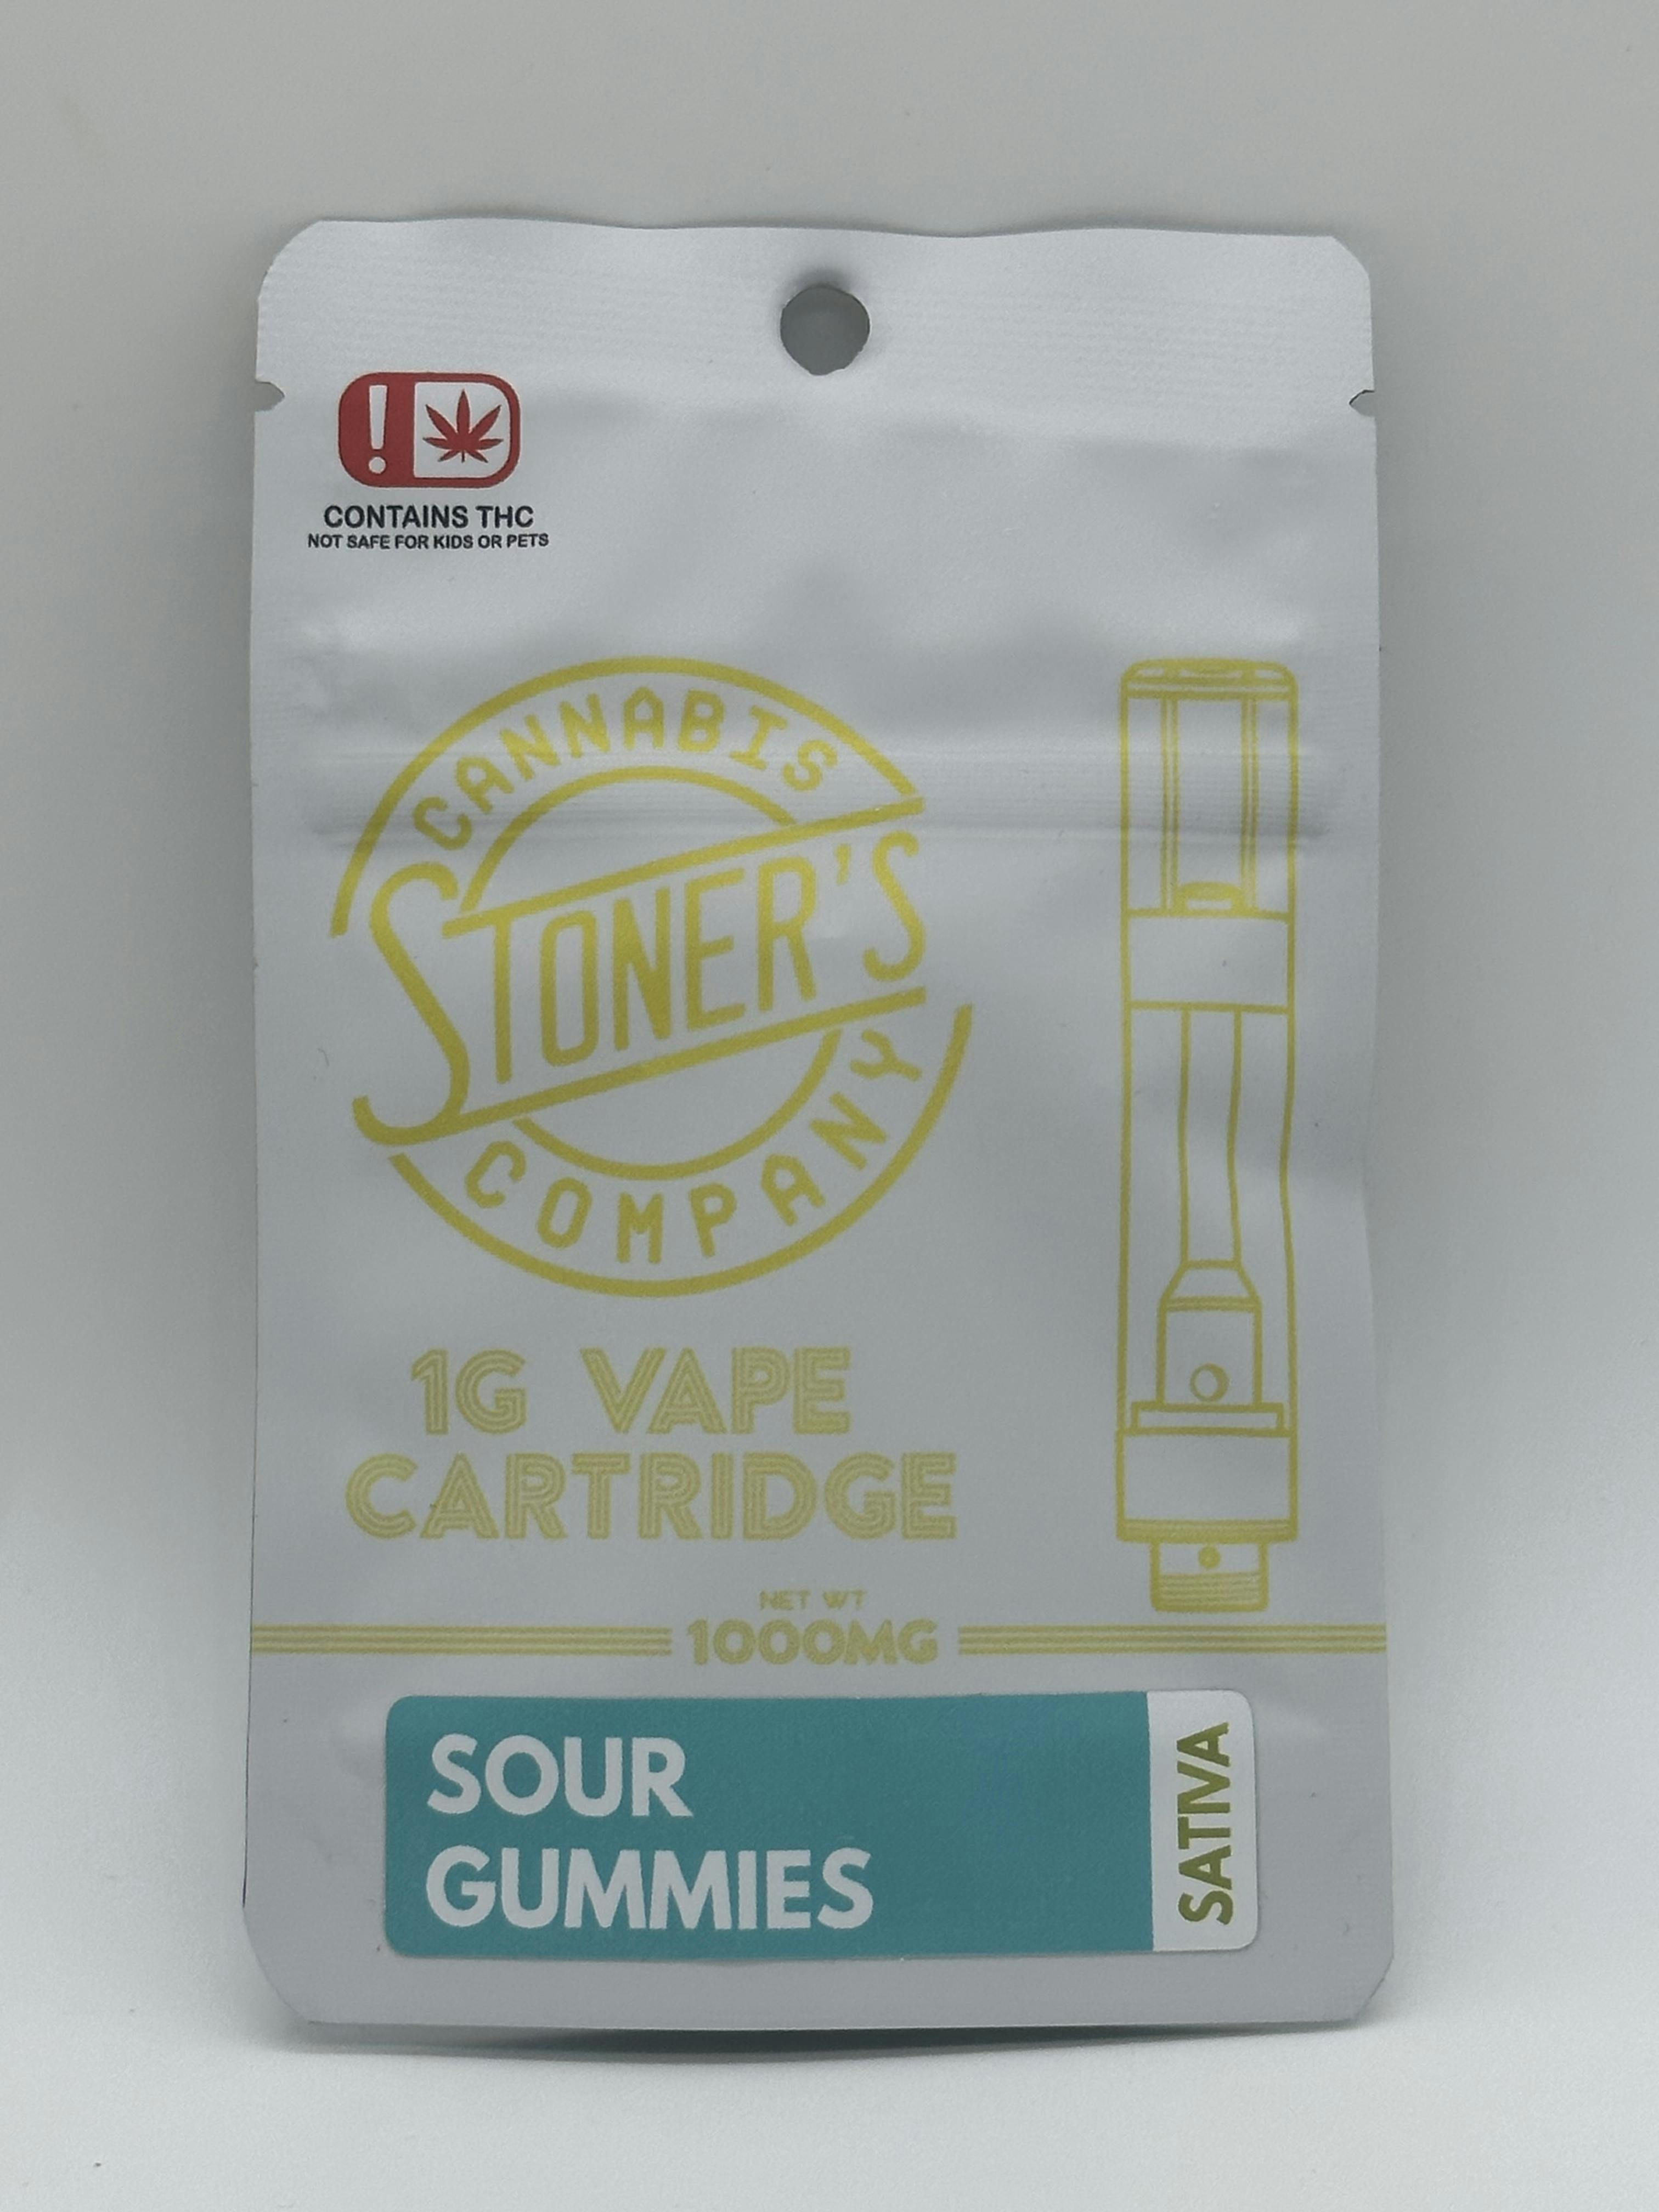 !
CONTAINS THC
NOT SAFE FOR KIDS OR PETS
CANNABIS
STONER'S
COMPANY
1G VAPE
CARTRIDGE
NET WT
1000MG
SOUR
GUMMIES
SATIVA